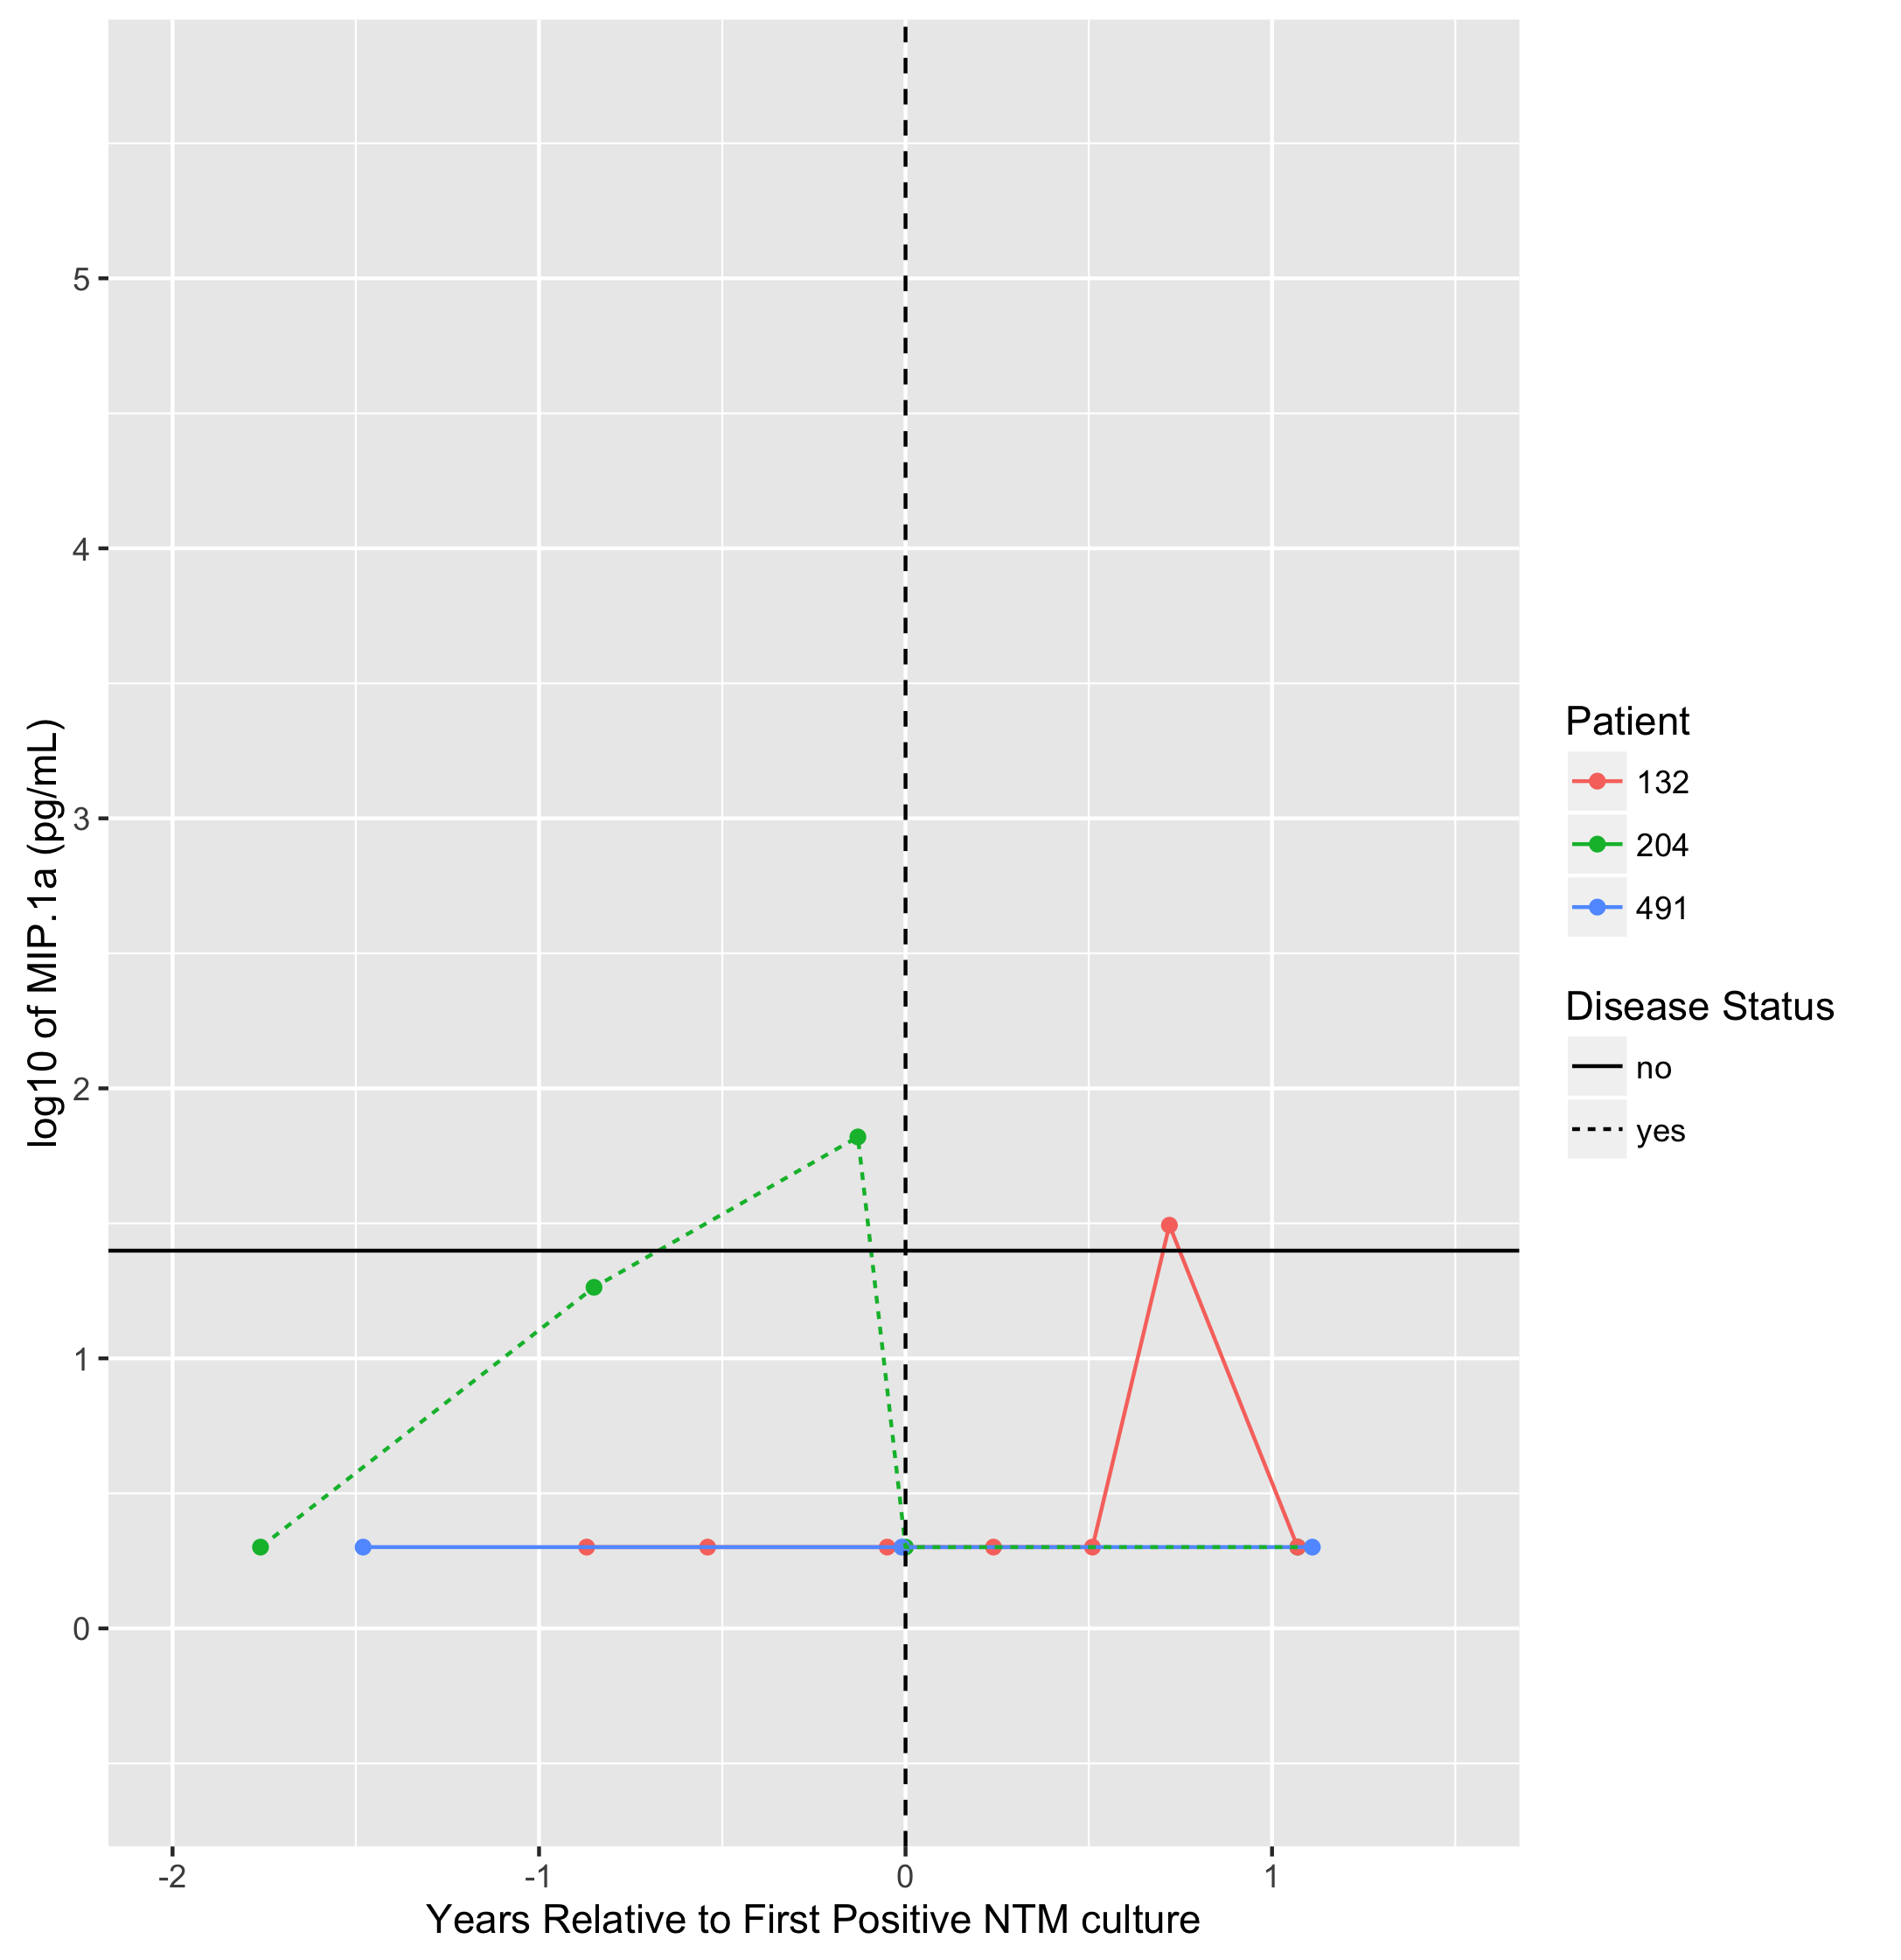 log10 of MIP.1a (pg/mL)
5
4
3
2
1
0
-2
-1
0
1
Years Relative to First Positive NTM culture
Patient
132
204
491
Disease Status
no
yes